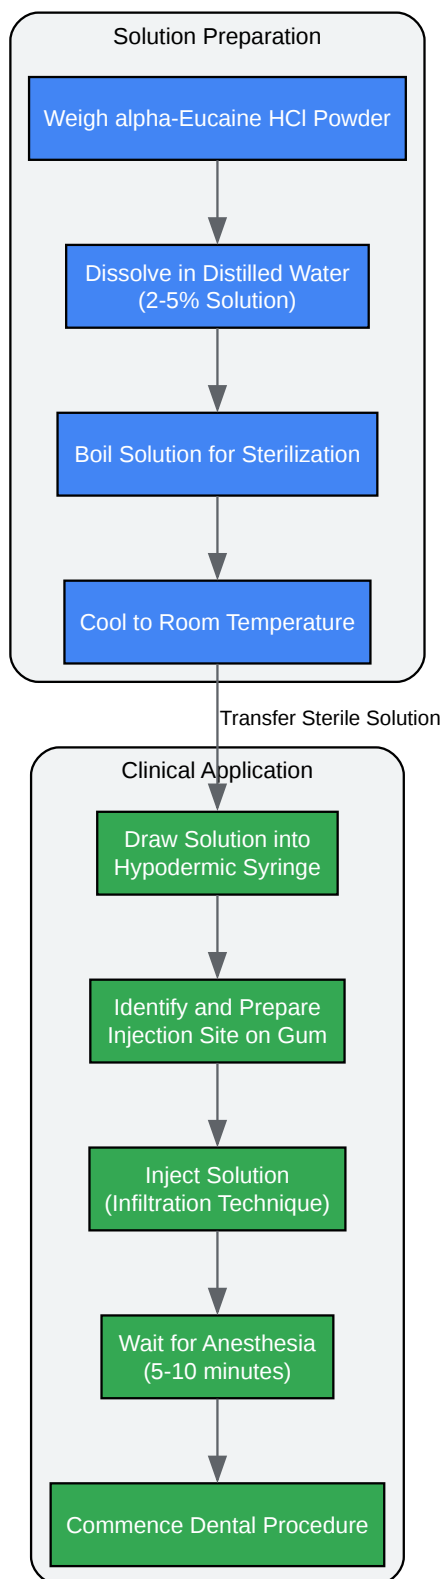 Solution Preparation
Weigh alpha-Eucaine HCl Powder
Dissolve in Distilled Water
(2-5% Solution)
Boil Solution for Sterilization
Cool to Room Temperature
Transfer Sterile Solution
Clinical Application
Draw Solution into
Hypodermic Syringe
Identify and Prepare
Injection Site on Gum
Inject Solution
(Infiltration Technique)
Wait for Anesthesia
(5-10 minutes)
Commence Dental Procedure